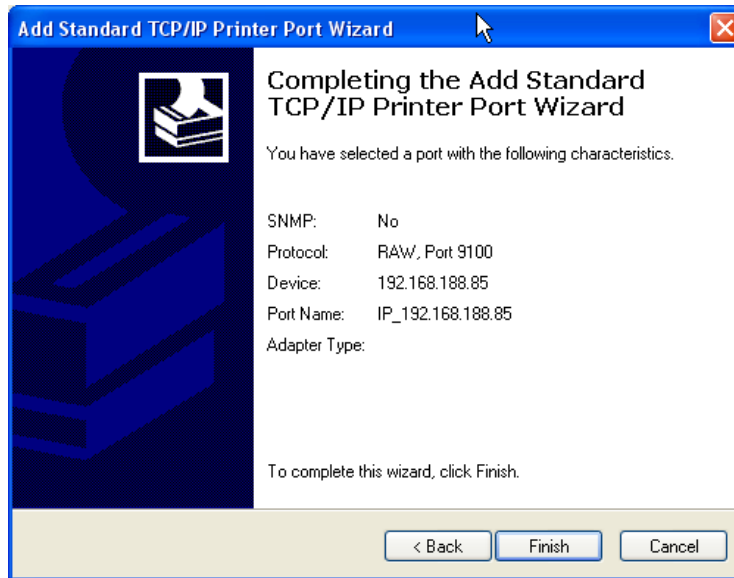 Add Standard TCP/IP Printer Port Wizard
Completing the Add Standard
TCP/IP Printer Port Wizard
You have selected a port with the following characteristics.
SNMP: No
Protocol: RAW, Port 9100
Device: 192.168.188.85
Port Name: IP_192.168.188.85
Adapter Type:
To complete this wizard, click Finish.
< Back Finish Cancel